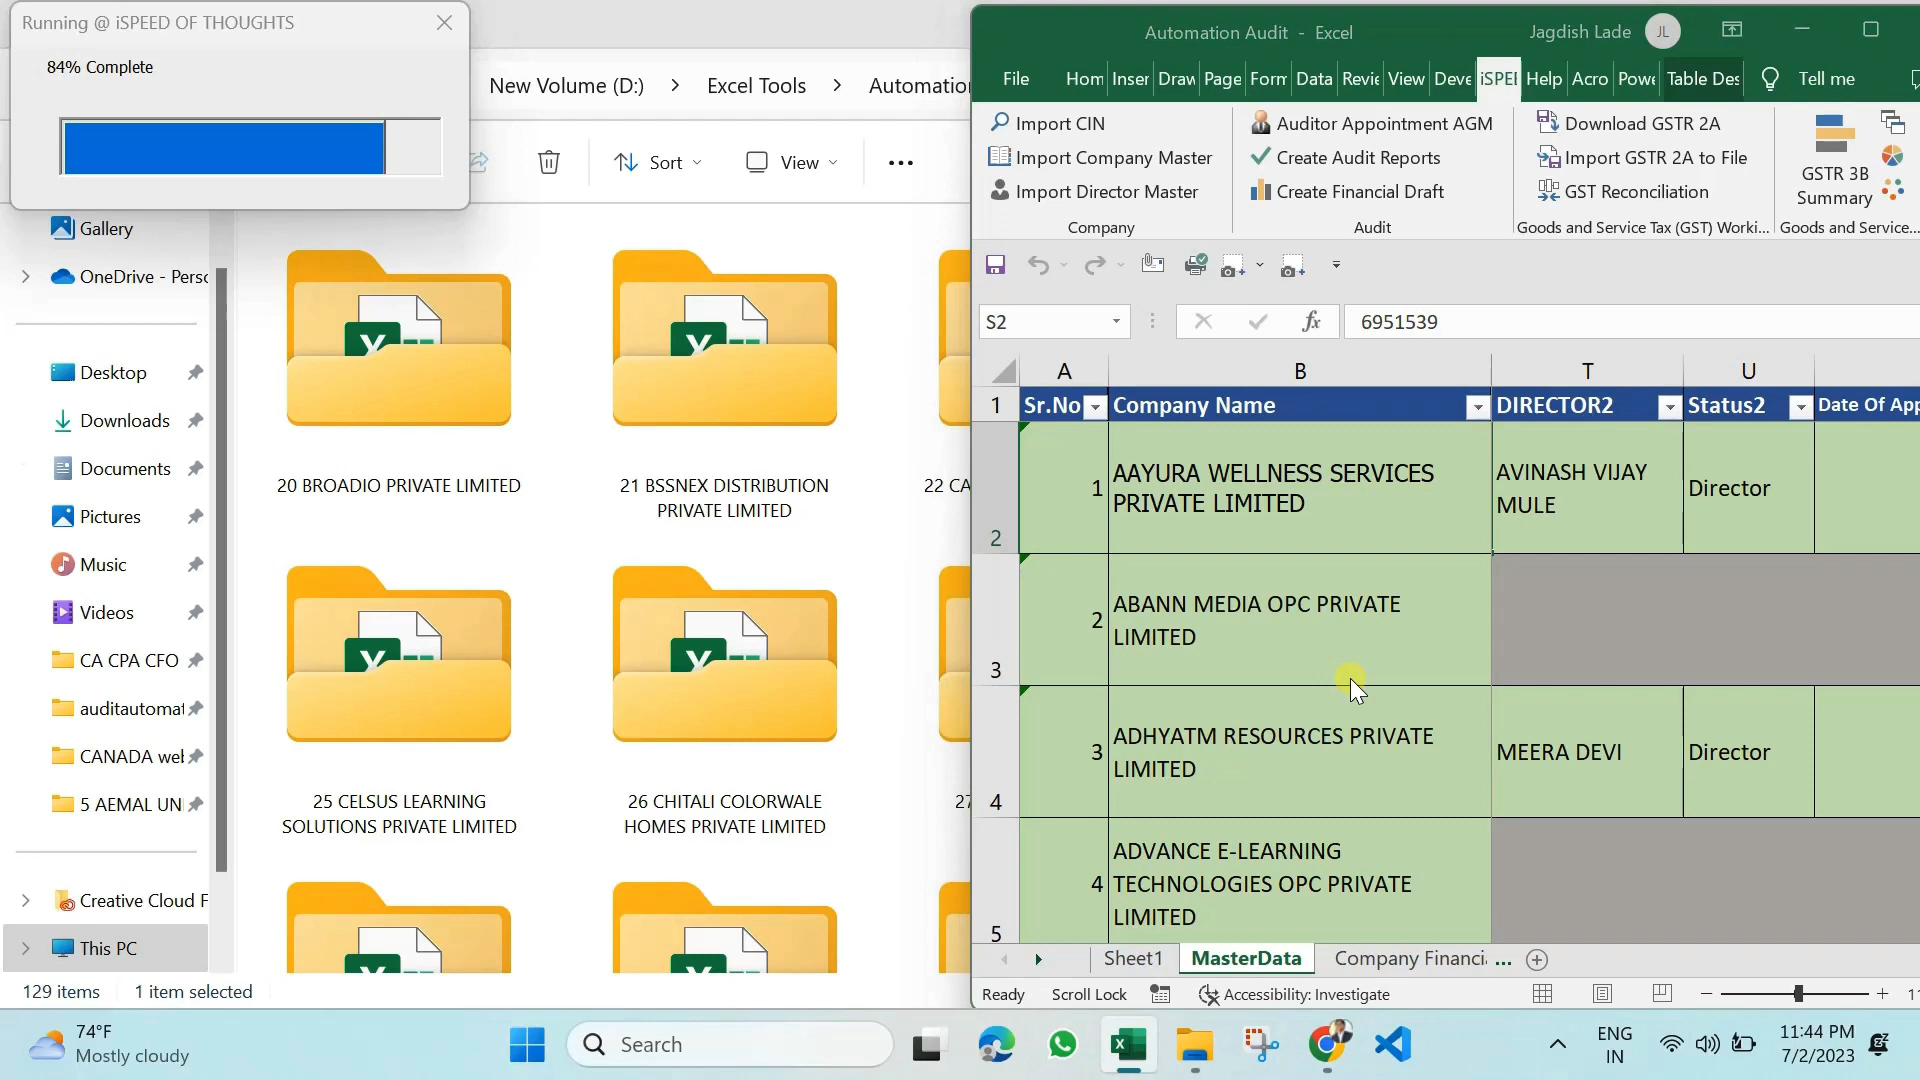 Running @ iSPEED OF THOUGHTS
84% Complete
New Volume (D:) > Excel Tools > Automation
Sort
View
Gallery
OneDrive - Perso
Desktop
Downloads
Documents
Pictures
Music
Videos
CA CPA CFO
auditautomat
CANADA wel
5 AEMAL UNI
Creative Cloud F
This PC
20 BROADIO PRIVATE LIMITED
21 BSSNEX DISTRIBUTION
PRIVATE LIMITED
22 CA
25 CELSUS LEARNING
SOLUTIONS PRIVATE LIMITED
26 CHITALI COLORWALE
HOMES PRIVATE LIMITED
27
129 items
1 item selected
Automation Audit - Excel
Jagdish Lade
JL
File Hom Inser Draw Page Form Data Revie View Deve iSPEE Help Acro Powe Table Des Tell me
Import CIN
Import Company Master
Import Director Master
Company
Auditor Appointment AGM
Create Audit Reports
Create Financial Draft
Audit
Download GSTR 2A
Import GSTR 2A to File
GST Reconciliation
Goods and Service Tax (GST) Worki...
GSTR 3B
Summary
Goods and Service...
S2
fx
6951539
A B T U
1 Sr.No Company Name DIRECTOR2 Status2 Date Of App
2 1 AAYURA WELLNESS SERVICES
PRIVATE LIMITED
AVINASH VIJAY
MULE
Director
3 2 ABANN MEDIA OPC PRIVATE
LIMITED
4 3 ADHYATM RESOURCES PRIVATE
LIMITED
MEERA DEVI
Director
5 4 ADVANCE E-LEARNING
TECHNOLOGIES OPC PRIVATE
LIMITED
Sheet1 MasterData Company Financi ...
Ready Scroll Lock Accessibility: Investigate
74°F
Mostly cloudy
Search
ENG
IN
11:44 PM
7/2/2023